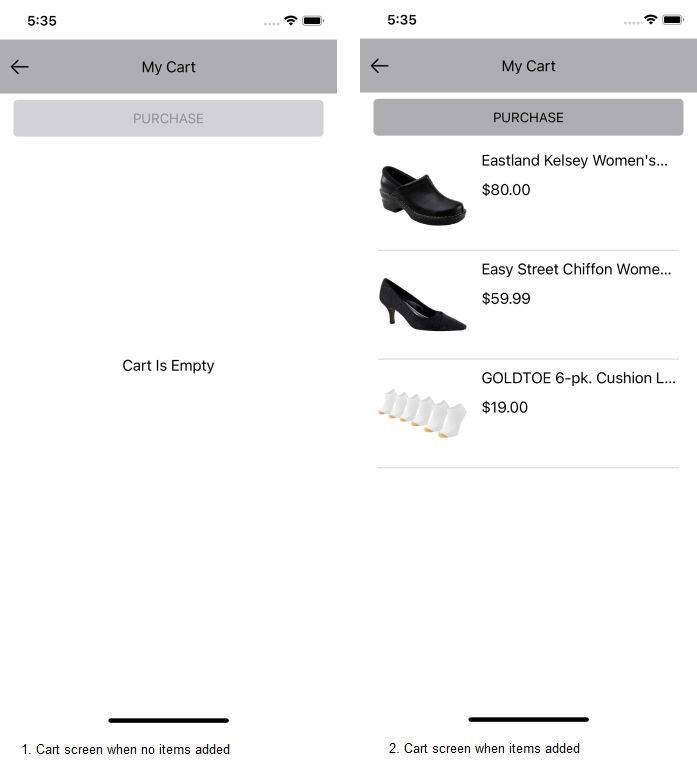 5:35
My Cart
PURCHASE
Cart Is Empty
1. Cart screen when no items added
5:35
My Cart
PURCHASE
Eastland Kelsey Women's...
$80.00
Easy Street Chiffon Wome...
$59.99
GOLDTOE 6-pk. Cushion L...
$19.00
2. Cart screen when items added